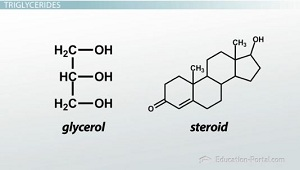 TRIGLYCERIDES
H₂C—OH
HC—OH
H₂C—OH
glycerol
OH
CH₃
CH₃
O
steroid
Education-Portal.com